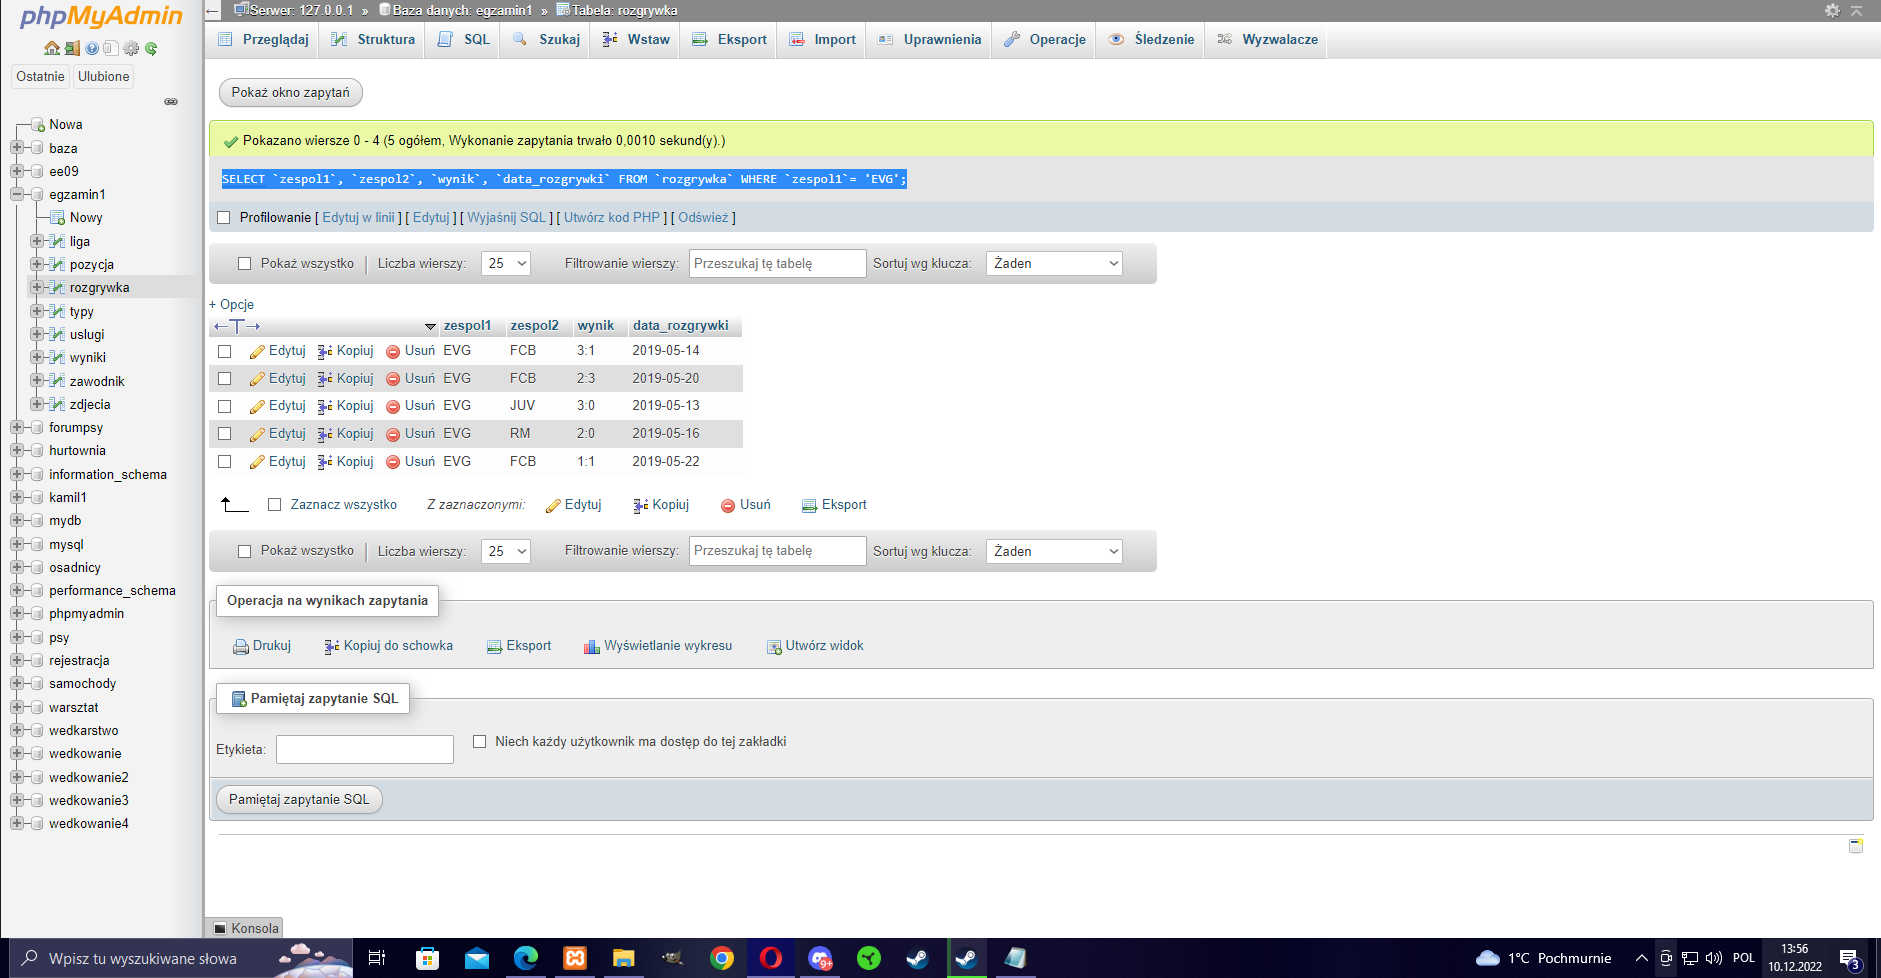 phpMyAdmin
Ostatnie Ulubione
Nowa
baza
ee09
egzamin1
Nowy
liga
pozycja
rozgrywka
typy
uslugi
wyniki
zawodnik
zdjecia
forumpsy
hurtownia
information_schema
kamil1
mydb
mysql
osadnicy
performance_schema
phpmyadmin
psy
rejestracja
samochody
warsztat
wedkarstwo
wedkowanie
wedkowanie2
wedkowanie3
wedkowanie4
Serwer: 127.0.0.1 » Baza danych: egzamin1 » Tabela: rozgrywka
Przeglądaj Struktura SQL Szukaj Wstaw Eksport Import Uprawnienia Operacje Śledzenie Wyzwalacze
Pokaż okno zapytań
Pokazano wiersze 0 - 4 (5 ogółem, Wykonanie zapytania trwało 0,0010 sekund(y).)
SELECT `zespol1`, `zespol2`, `wynik`, `data_rozgrywki` FROM `rozgrywka` WHERE `zespol1`= 'EVG';
Profilowanie [ Edytuj w linii ] [ Edytuj ] [ Wyjaśnij SQL ] [ Utwórz kod PHP ] [ Odśwież ]
Pokaż wszystko | Liczba wierszy: 25 Filtrowanie wierszy: Przeszukaj tę tabelę Sortuj wg klucza: Żaden
+ Opcje
←T→ zespol1 zespol2 wynik data_rozgrywki
Edytuj Kopiuj Usuń EVG FCB 3:1 2019-05-14
Edytuj Kopiuj Usuń EVG FCB 2:3 2019-05-20
Edytuj Kopiuj Usuń EVG JUV 3:0 2019-05-13
Edytuj Kopiuj Usuń EVG RM 2:0 2019-05-16
Edytuj Kopiuj Usuń EVG FCB 1:1 2019-05-22
Zaznacz wszystko Z zaznaczonymi: Edytuj Kopiuj Usuń Eksport
Pokaż wszystko | Liczba wierszy: 25 Filtrowanie wierszy: Przeszukaj tę tabelę Sortuj wg klucza: Żaden
Operacja na wynikach zapytania
Drukuj Kopiuj do schowka Eksport Wyświetlanie wykresu Utwórz widok
Pamiętaj zapytanie SQL
Etykieta: Niech każdy użytkownik ma dostęp do tej zakładki
Pamiętaj zapytanie SQL
Konsola
Wpisz tu wyszukiwane słowa
9+
1°C Pochmurnie
POL
13:56
10.12.2022
3